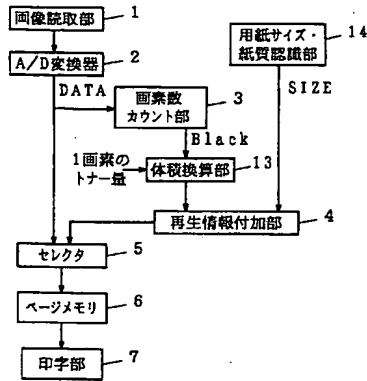 画像読取部
1
用紙サイズ・
紙質認識部
14
A/D変換器
2
DATA
画素数
カウント部
3
SIZE
Black
1画素の
トナー量
体積換算部
13
再生情報付加部
4
セレクタ
5
ページメモリ
6
印字部
7